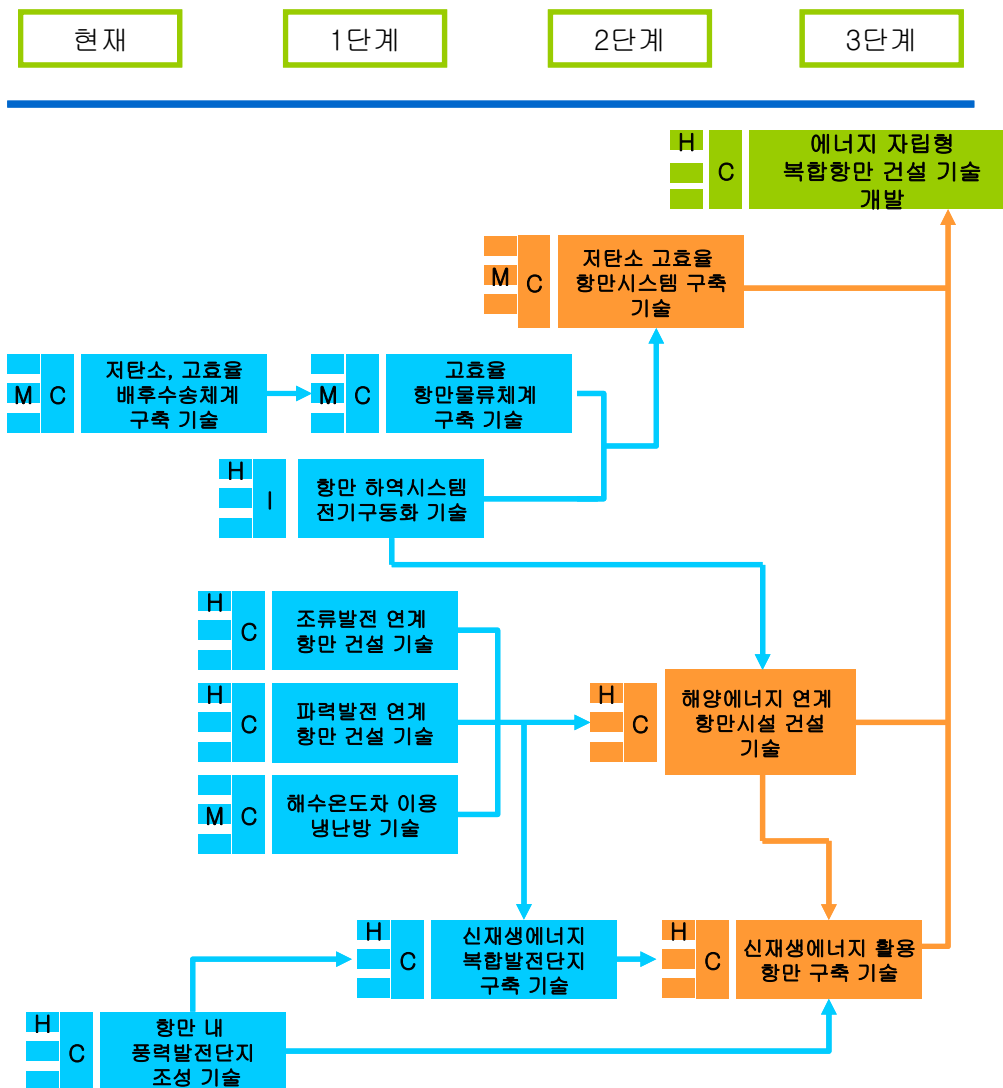 현재
1단계
2단계
3단계
H
C
에너지 자립형
복합항만 건설 기술
개발
M
C
저탄소 고효율
항만시스템 구축
기술
M
C
저탄소, 고효율
배후수송체계
구축 기술
M
C
고효율
항만물류체계
구축 기술
H
I
항만 하역시스템
전기구동화 기술
H
C
조류발전 연계
항만 건설 기술
H
C
파력발전 연계
항만 건설 기술
H
C
해양에너지 연계
항만시설 건설
기술
M
C
해수온도차 이용
냉난방 기술
H
C
신재생에너지
복합발전단지
구축 기술
H
C
신재생에너지 활용
항만 구축 기술
H
C
항만 내
풍력발전단지
조성 기술